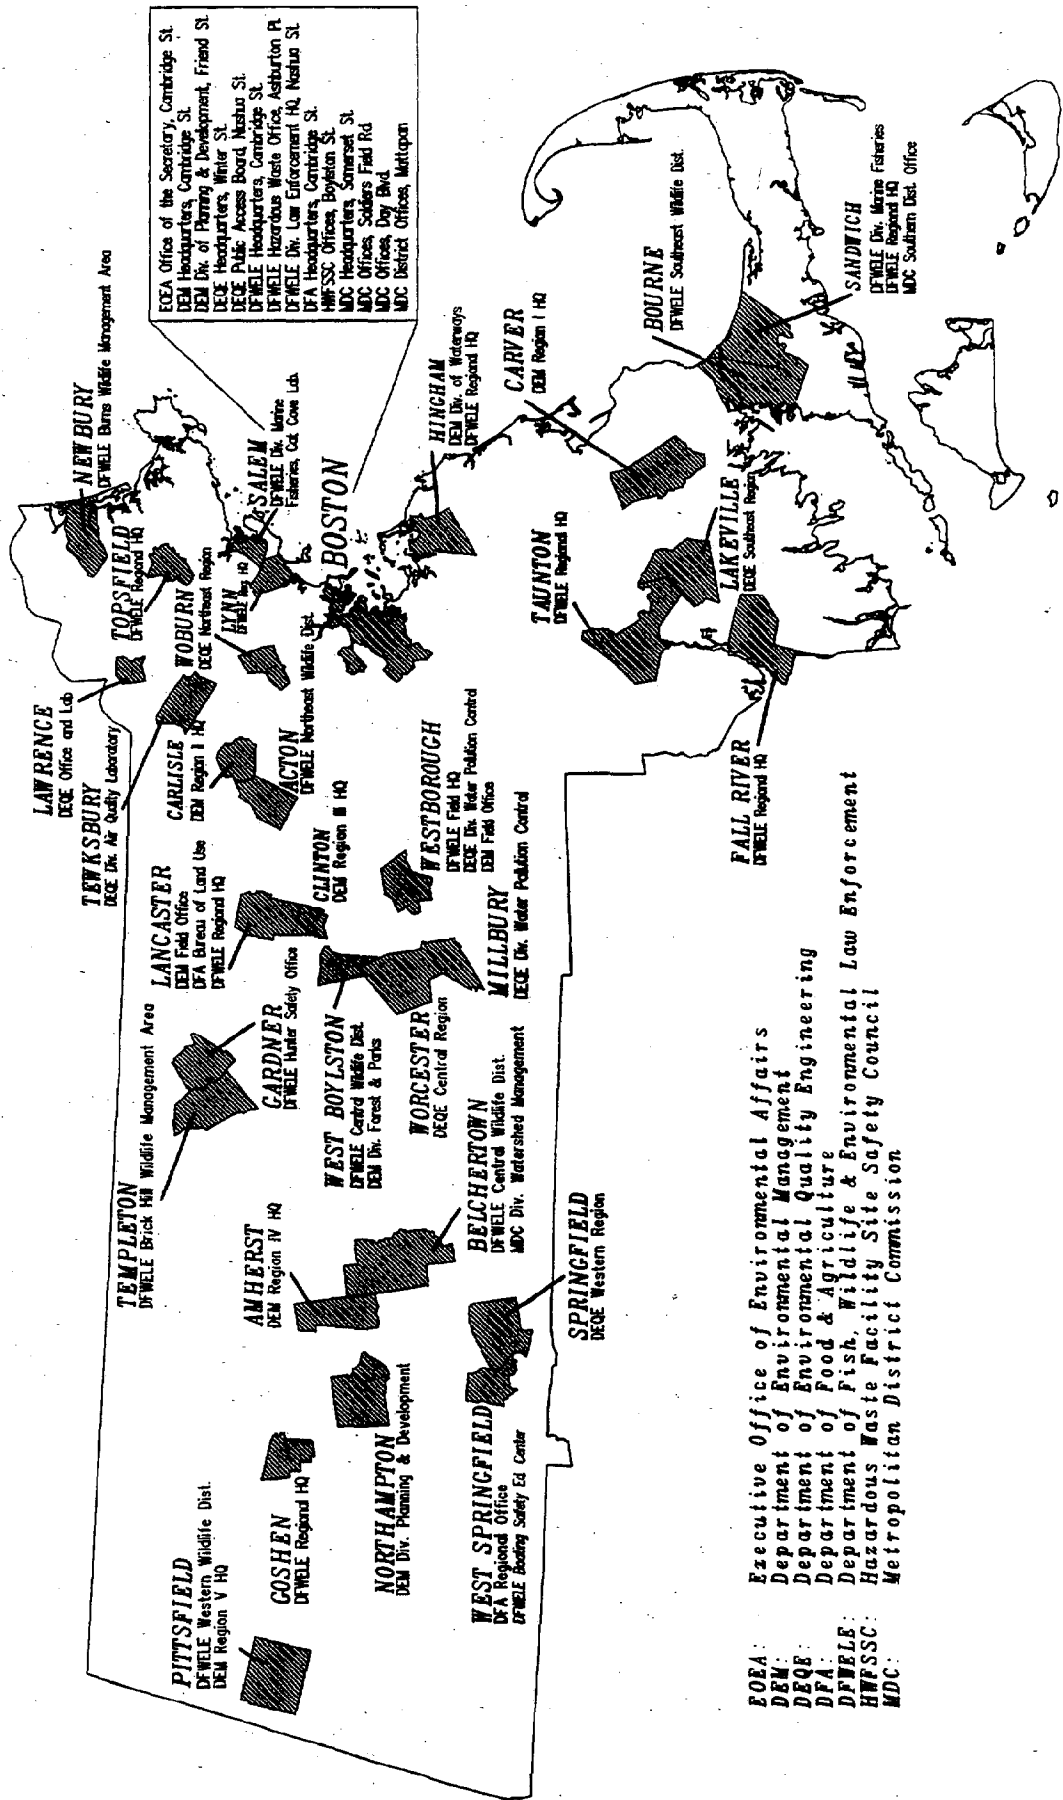 EOEA Office of the Secretary, Cambridge St.
DEM Headquarters, Cambridge St.
DEM Div. of Planning & Development, Friend St.
DEQE Headquarters, Winter St.
DEQE Public Access Board, Nashua St.
DFWELE Headquarters, Cambridge St.
DFWELE Hazardous Waste Office, Ashburton Pl.
DFWELE Div. Law Enforcement HQ, Nashua St.
DFA Headquarters, Cambridge St.
HWFSSC Offices, Boylston St.
MDC Headquarters, Somerset St.
MDC Offices, Soldiers Field Rd.
MDC Offices, Day Blvd.
MDC District Offices, Mattapan
NEWBURY
DFWELE Burns Wildlife Management Area
TOPSFIELD
DFWELE Regional HQ
LAWRENCE
DEQE Office and Lab
TEWKSBURY
DEQE Div. Air Quality Laboratory
WOBURN
DEQE Northeast Region
LYNN
DFWELE Reg. HQ
SALEM
DFWELE Div. Marine
Fisheries, Cat Cove Lab.
BOSTON
CARLISLE
DEM Region II HQ
ACTON
DFWELE Northeast Wildlife Dist.
LANCASTER
DEM Field Office
DFA Bureau of Land Use
DFWELE Regional HQ
CLINTON
DEM Region III HQ
WESTBOROUGH
DFWELE Field HQ
DEQE Div. Water Pollution Control
DEM Field Office
MILLBURY
DEQE Div. Water Pollution Control
TEMPLETON
DFWELE Brick Hill Wildlife Management Area
GARDNER
DFWELE Hunter Safety Office
WEST BOYLSTON
DFWELE Central Wildlife Dist.
DEM Div. Forest & Parks
WORCESTER
DEQE Central Region
AMHERST
DEM Region IV HQ
BELCHERTOWN
DFWELE Central Wildlife Dist.
MDC Div. Watershed Management
SPRINGFIELD
DEQE Western Region
PITTSFIELD
DFWELE Western Wildlife Dist.
DEM Region V HQ
GOSHEN
DFWELE Regional HQ
NORTHAMPTON
DEM Div. Planning & Development
WEST SPRINGFIELD
DFA Regional Office
DFWELE Boating Safety Ed Center
HINGHAM
DEM Div. of Waterways
DFWELE Regional HQ
CARVER
DEM Region I HQ
BOURNE
DFWELE Southeast Wildlife Dist.
SANDWICH
DFWELE Div. Marine Fisheries
DFWELE Regional HQ
MDC Southern Dist. Office
TAUNTON
DFWELE Regional HQ
LAKEVILLE
DEQE Southeast Region
FALL RIVER
DFWELE Regional HQ
EOEA: Executive Office of Environmental Affairs
DEM: Department of Environmental Management
DEQE: Department of Environmental Quality Engineering
DFA: Department of Food & Agriculture
DFWELE: Department of Fish, Wildlife & Environmental Law Enforcement
HWFSSC: Hazardous Waste Facility Site Safety Council
MDC: Metropolitan District Commission